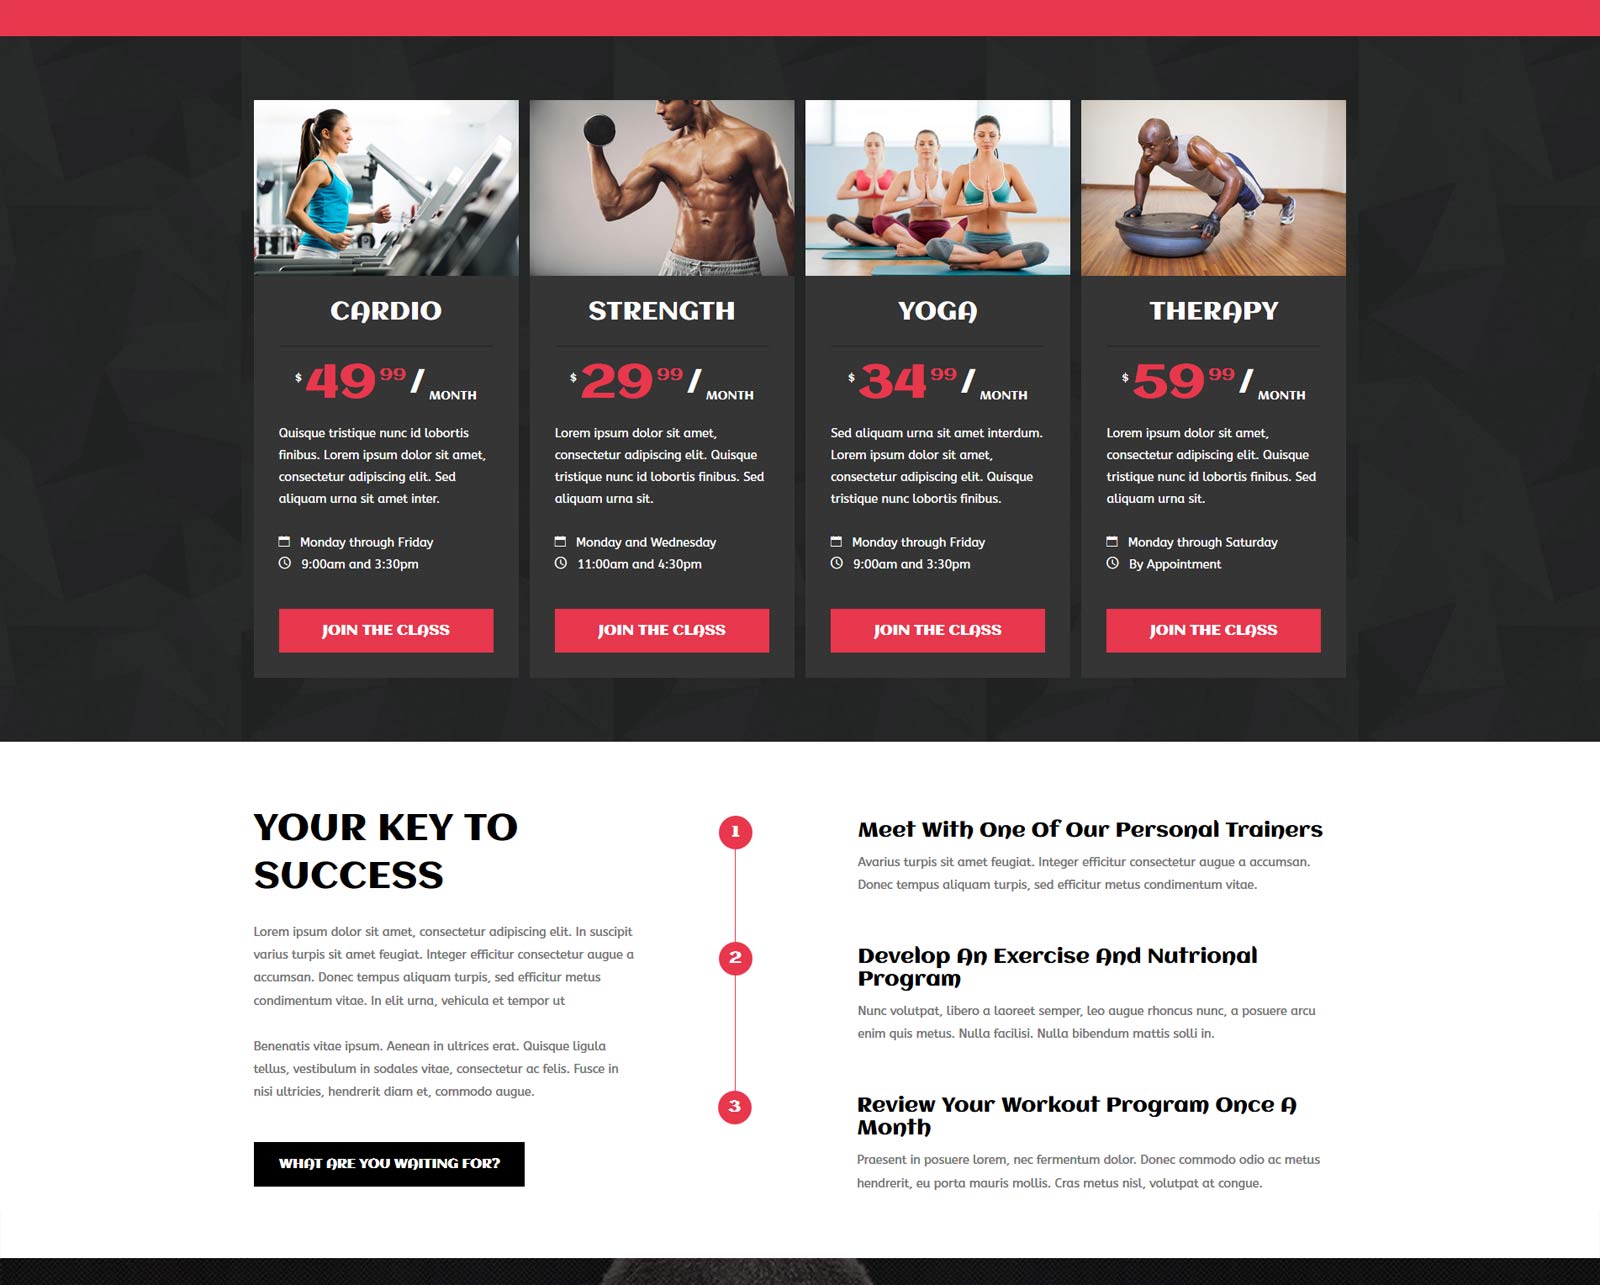 CARDIO
$49 99 / MONTH
Quisque tristique nunc id lobortis
finibus. Lorem ipsum dolor sit amet,
consectetur adipiscing elit. Sed
aliquam urna sit amet inter.
Monday through Friday
9:00am and 3:30pm
JOIN THE CLASS
STRENGTH
$29 99 / MONTH
Lorem ipsum dolor sit amet,
consectetur adipiscing elit. Quisque
tristique nunc id lobortis finibus. Sed
aliquam urna sit.
Monday and Wednesday
11:00am and 4:30pm
JOIN THE CLASS
YOGA
$34 99 / MONTH
Sed aliquam urna sit amet interdum.
Lorem ipsum dolor sit amet,
consectetur adipiscing elit. Quisque
tristique nunc lobortis finibus.
Monday through Friday
9:00am and 3:30pm
JOIN THE CLASS
THERAPY
$59 99 / MONTH
Lorem ipsum dolor sit amet,
consectetur adipiscing elit. Quisque
tristique nunc id lobortis finibus. Sed
aliquam urna sit.
Monday through Saturday
By Appointment
JOIN THE CLASS
YOUR KEY TO
SUCCESS
Lorem ipsum dolor sit amet, consectetur adipiscing elit. In suscipit
varius turpis sit amet feugiat. Integer efficitur consectetur augue a
accumsan. Donec tempus aliquam turpis, sed efficitur metus
condimentum vitae. In elit urna, vehicula et tempor ut
Benenatis vitae ipsum. Aenean in ultrices erat. Quisque ligula
tellus, vestibulum in sodales vitae, consectetur ac felis. Fusce in
nisi ultricies, hendrerit diam et, commodo augue.
WHAT ARE YOU WAITING FOR?
1
Meet With One Of Our Personal Trainers
Avarius turpis sit amet feugiat. Integer efficitur consectetur augue a accumsan.
Donec tempus aliquam turpis, sed efficitur metus condimentum vitae.
2
Develop An Exercise And Nutrional
Program
Nunc volutpat, libero a laoreet semper, leo augue rhoncus nunc, a posuere arcu
enim quis metus. Nulla facilisi. Nulla bibendum mattis solli in.
3
Review Your Workout Program Once A
Month
Praesent in posuere lorem, nec fermentum dolor. Donec commodo odio ac metus
hendrerit, eu porta mauris mollis. Cras metus nisl, volutpat at congue.